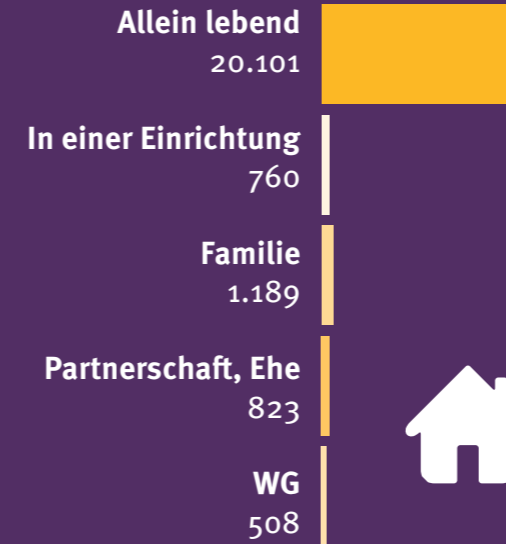 Allein lebend
20.101
In einer Einrichtung
760
Familie
1.189
Partnerschaft, Ehe
823
WG
508